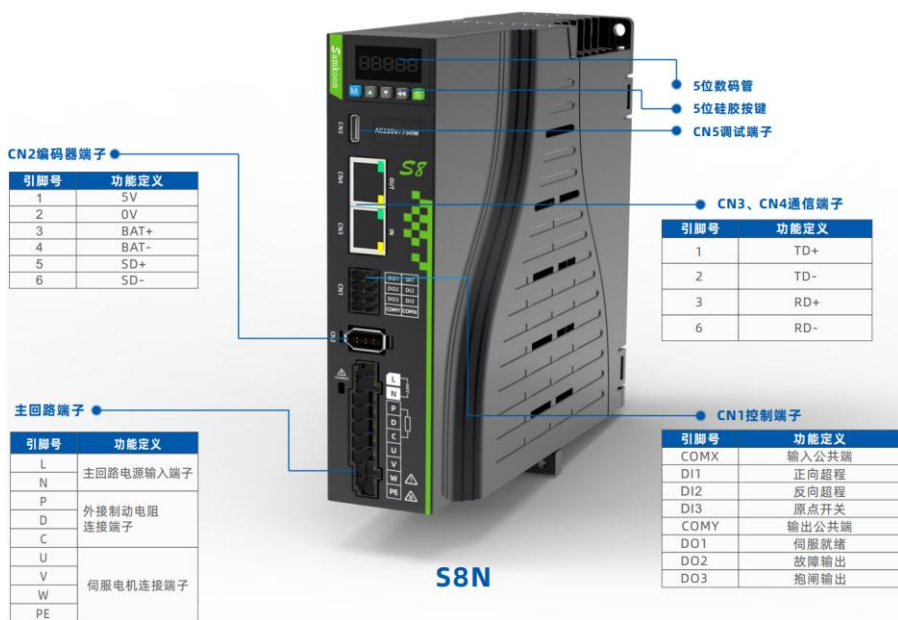 Samkoon
M
S
5位数码管
5位硅胶按键
CN5调试端子
CN5
AC220V/750W
S8
CN4
OUT
CN3
IN
CN1
DO1 DI1
DO2 DI2
DO3 DI3
COMY COMX
CN2
L
N
P
D
C
U
V
W
PE
CN2编码器端子
引脚号 功能定义
1 5V
2 0V
3 BAT+
4 BAT-
5 SD+
6 SD-
CN3、CN4通信端子
引脚号 功能定义
1 TD+
2 TD-
3 RD+
6 RD-
主回路端子
引脚号 功能定义
L
N
主回路电源输入端子
P
D
C
外接制动电阻
连接端子
U
V
W
PE
伺服电机连接端子
CN1控制端子
引脚号 功能定义
COMX 输入公共端
DI1 正向超程
DI2 反向超程
DI3 原点开关
COMY 输出公共端
DO1 伺服就绪
DO2 故障输出
DO3 抱闸输出
S8N